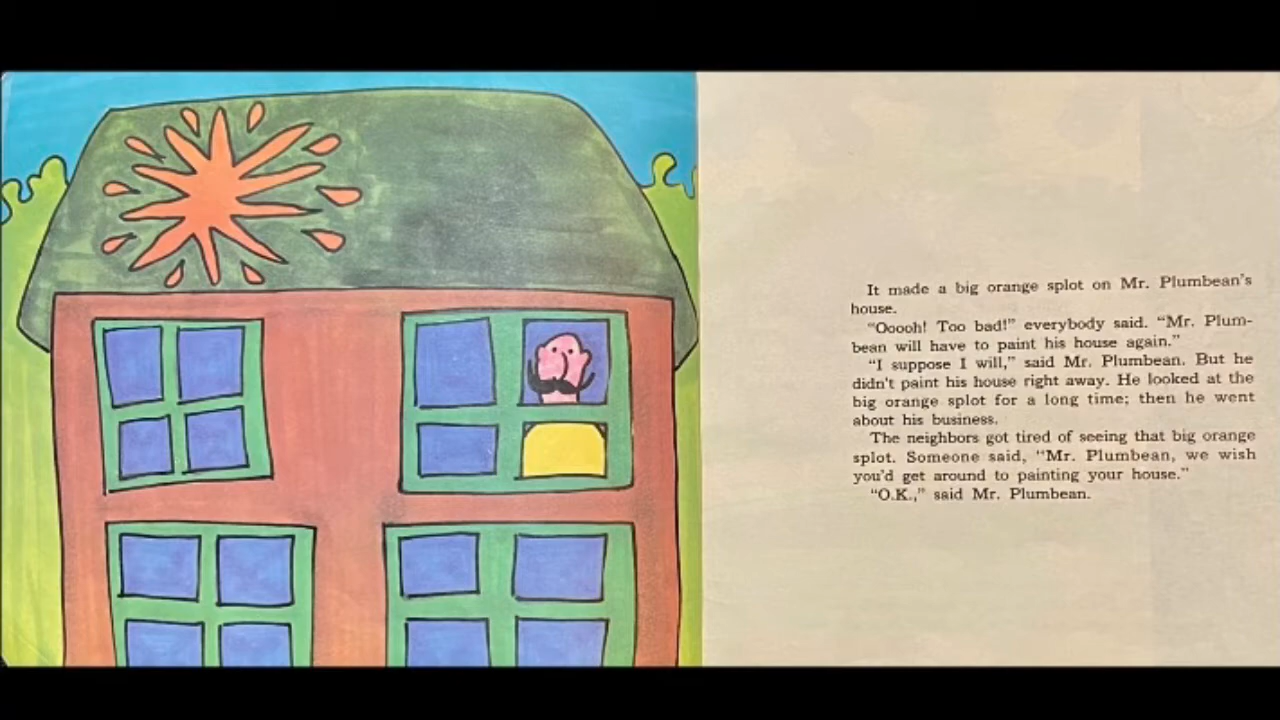 It made a big orange splot on Mr. Plumbean's
house.
"Ooooh! Too bad!" everybody said. "Mr. Plum-
bean will have to paint his house again."
"I suppose I will," said Mr. Plumbean. But he
didn't paint his house right away. He looked at the
big orange splot for a long time; then he went
about his business.
The neighbors got tired of seeing that big orange
splot. Someone said, "Mr. Plumbean, we wish
you'd get around to painting your house."
"O.K.," said Mr. Plumbean.